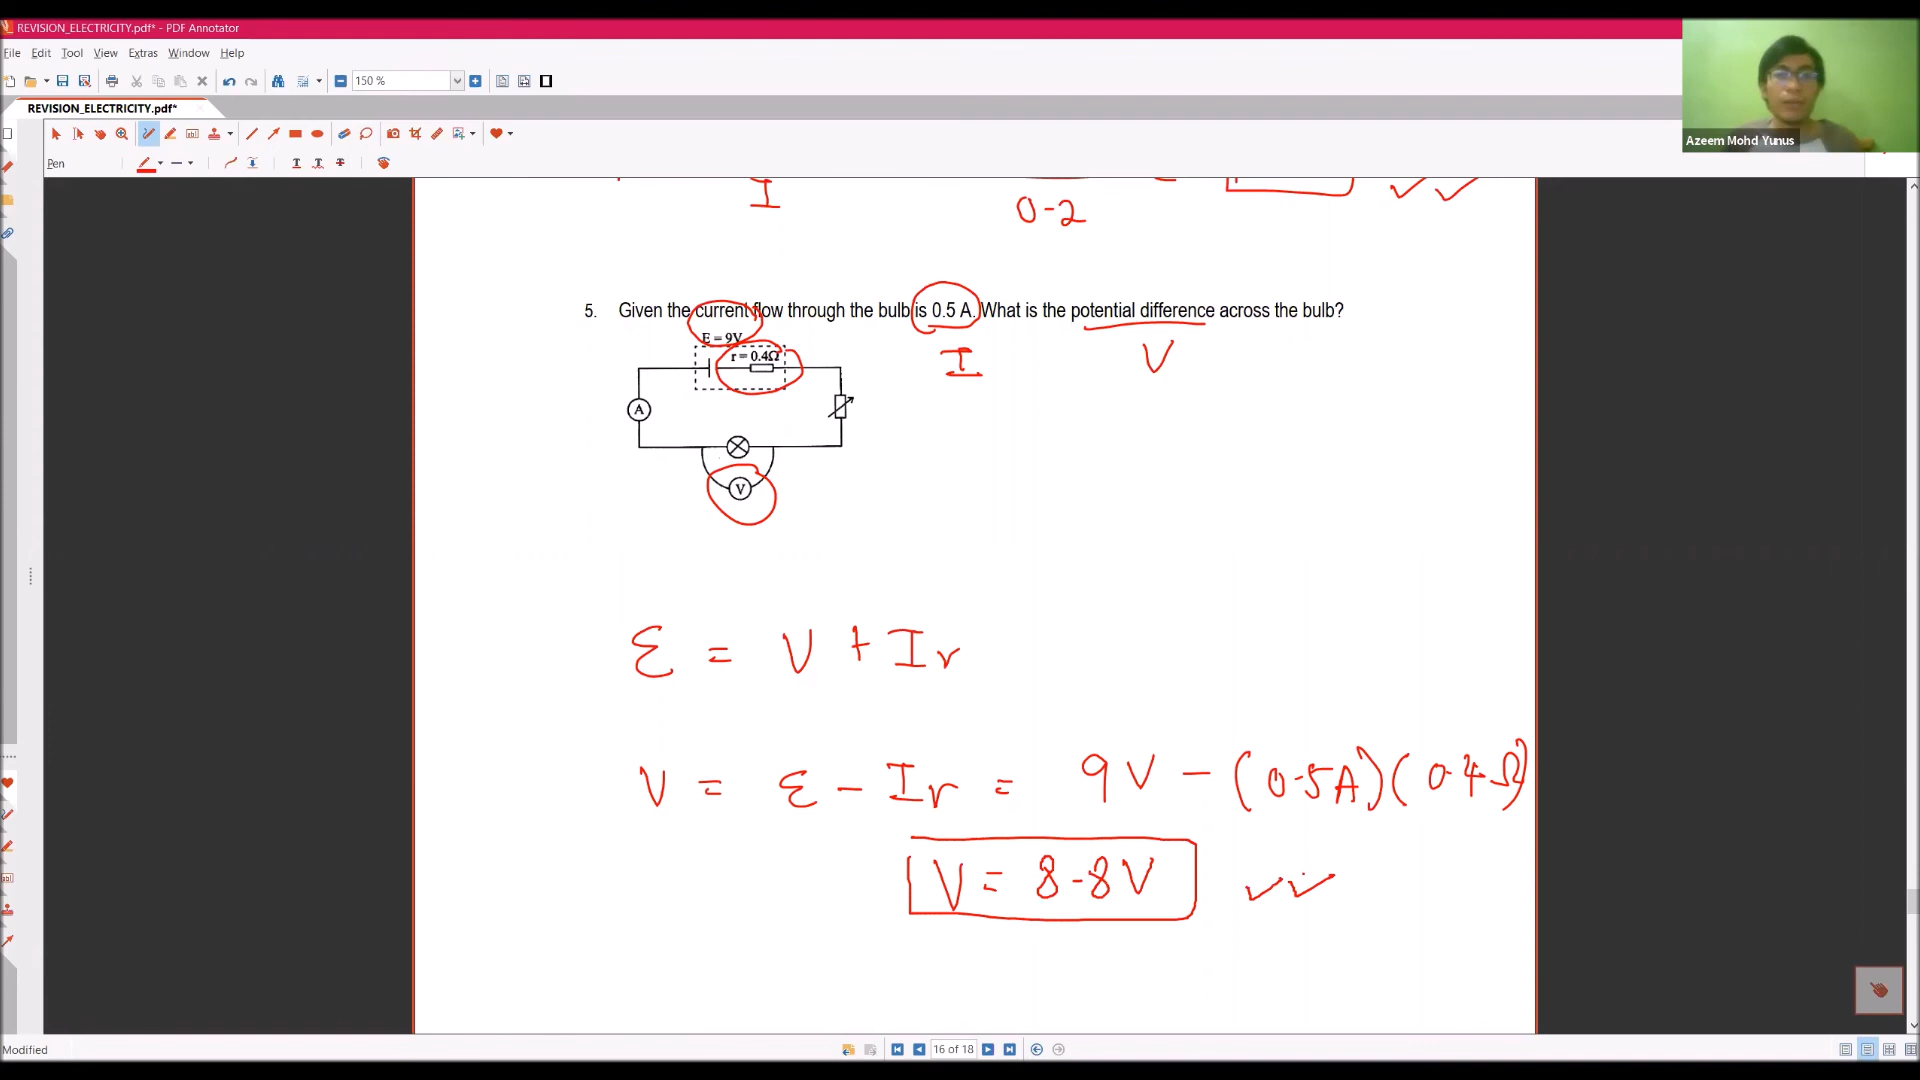 REVISION_ELECTRICITY.pdf* - PDF Annotator
File Edit Tool View Extras Window Help
150 %
REVISION_ELECTRICITY.pdf*
Azeem Mohd Yunus
Pen
I
0-2
5. Given the current flow through the bulb is 0.5 A. What is the potential difference across the bulb?
E = 9V
r = 0.4Ω
I
V
A
V
Ɛ = V + Ir
V = Ɛ - Ir = 9V - (0.5A)(0.4Ω)
V = 8.8V
Modified
16 of 18